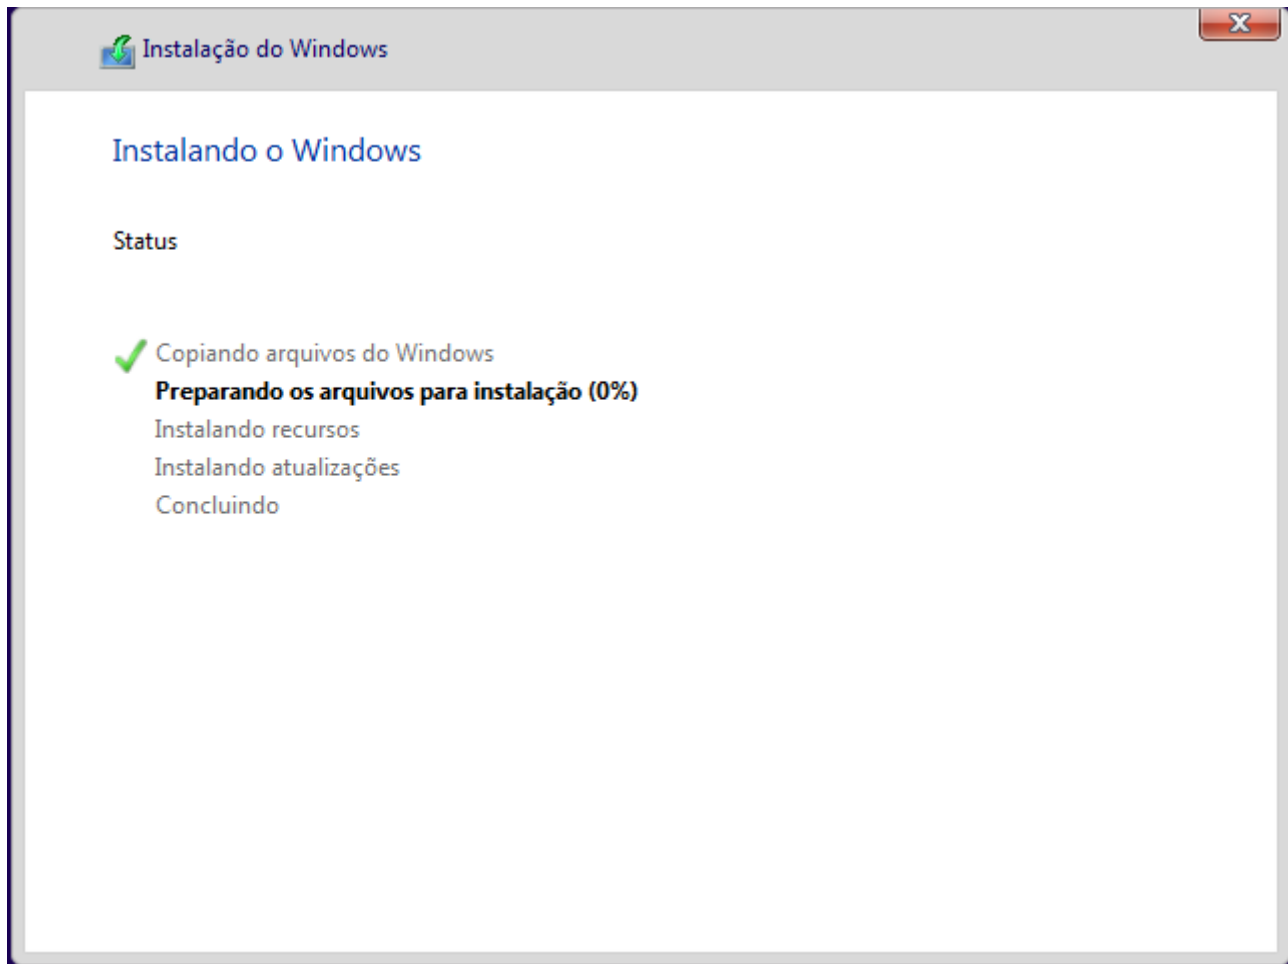 Instalação do Windows
Instalando o Windows
Status
Copiando arquivos do Windows
Preparando os arquivos para instalação (0%)
Instalando recursos
Instalando atualizações
Concluindo